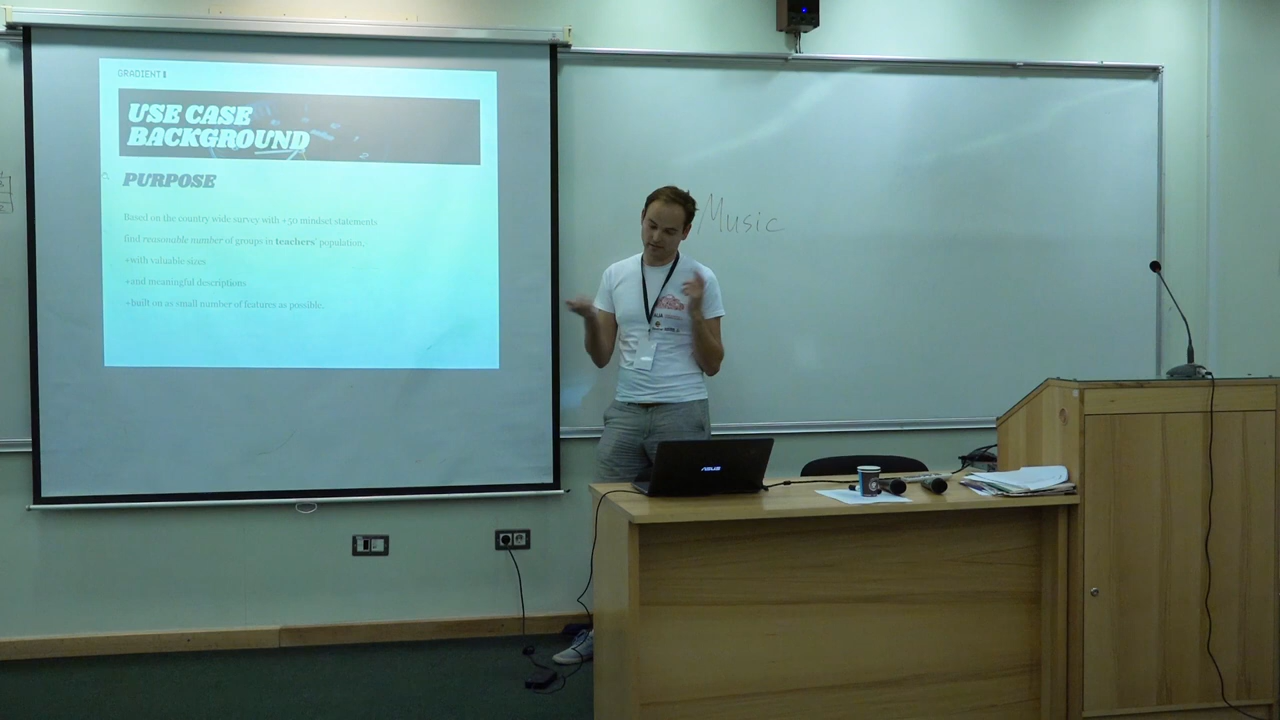 GRADIENT
USE CASE
BACKGROUND
PURPOSE
Based on the country wide survey with +50 mindset statements
find reasonable number of groups in teachers' population,
+with valuable sizes
+and meaningful descriptions
+built on as small number of features as possible.
Music
ASUS